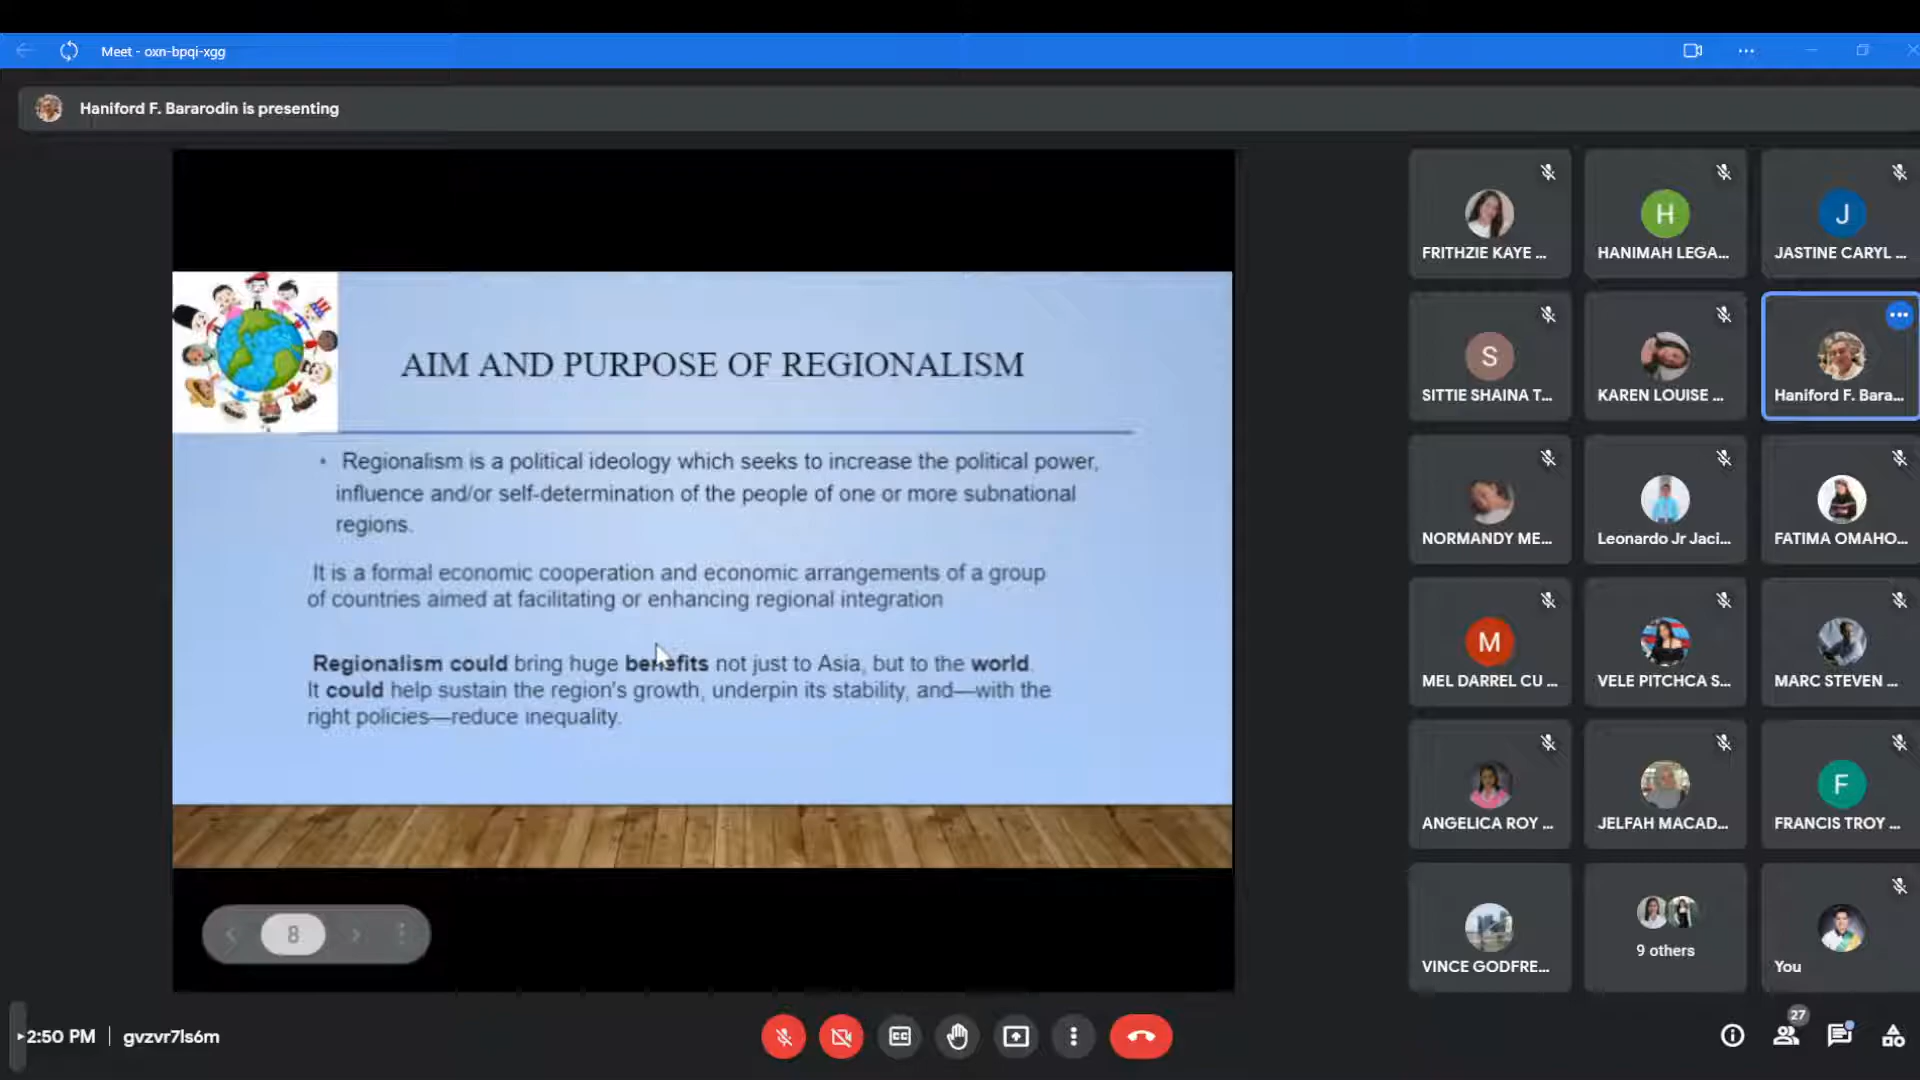 Meet - oxn-bpqi-xgg
Haniford F. Bararodin is presenting
AIM AND PURPOSE OF REGIONALISM
• Regionalism is a political ideology which seeks to increase the political power,
influence and/or self-determination of the people of one or more subnational
regions.
It is a formal economic cooperation and economic arrangements of a group
of countries aimed at facilitating or enhancing regional integration
Regionalism could bring huge benefits not just to Asia, but to the world.
It could help sustain the region's growth, underpin its stability, and—with the
right policies—reduce inequality.
8
H
J
FRITHZIE KAYE ...
HANIMAH LEGA...
JASTINE CARYL ...
S
SITTIE SHAINA T...
KAREN LOUISE ...
Haniford F. Bara...
NORMANDY ME...
Leonardo Jr Jaci...
FATIMA OMAHO...
M
MEL DARREL CU ...
VELE PITCHCA S...
MARC STEVEN ...
F
ANGELICA ROY ...
JELFAH MACAD...
FRANCIS TROY ...
VINCE GODFRE...
9 others
You
2:50 PM | gvzvr7ls6m
CC
27